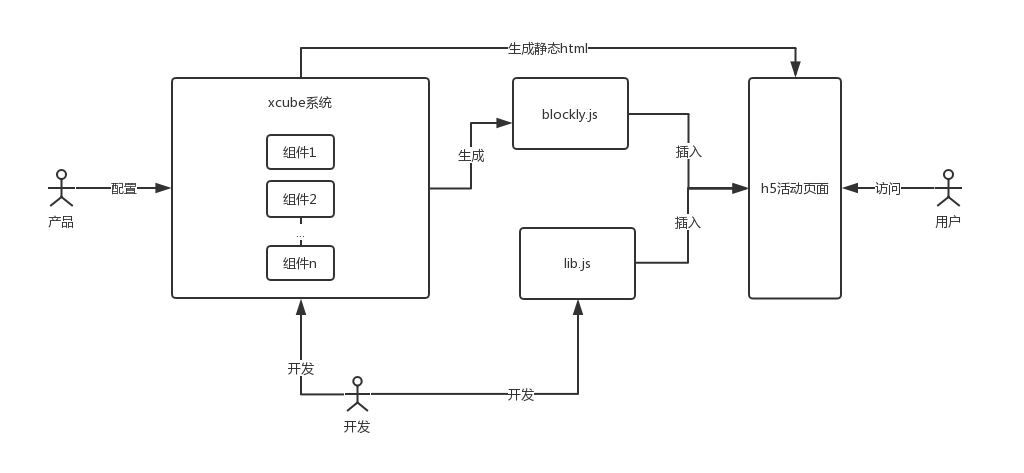 生成静态html
xcube系统
blockly.js
组件1
插入
生成
配置
h5活动页面
访问
组件2
产品
用户
插入
...
组件n
lib.js
开发
开发
开发